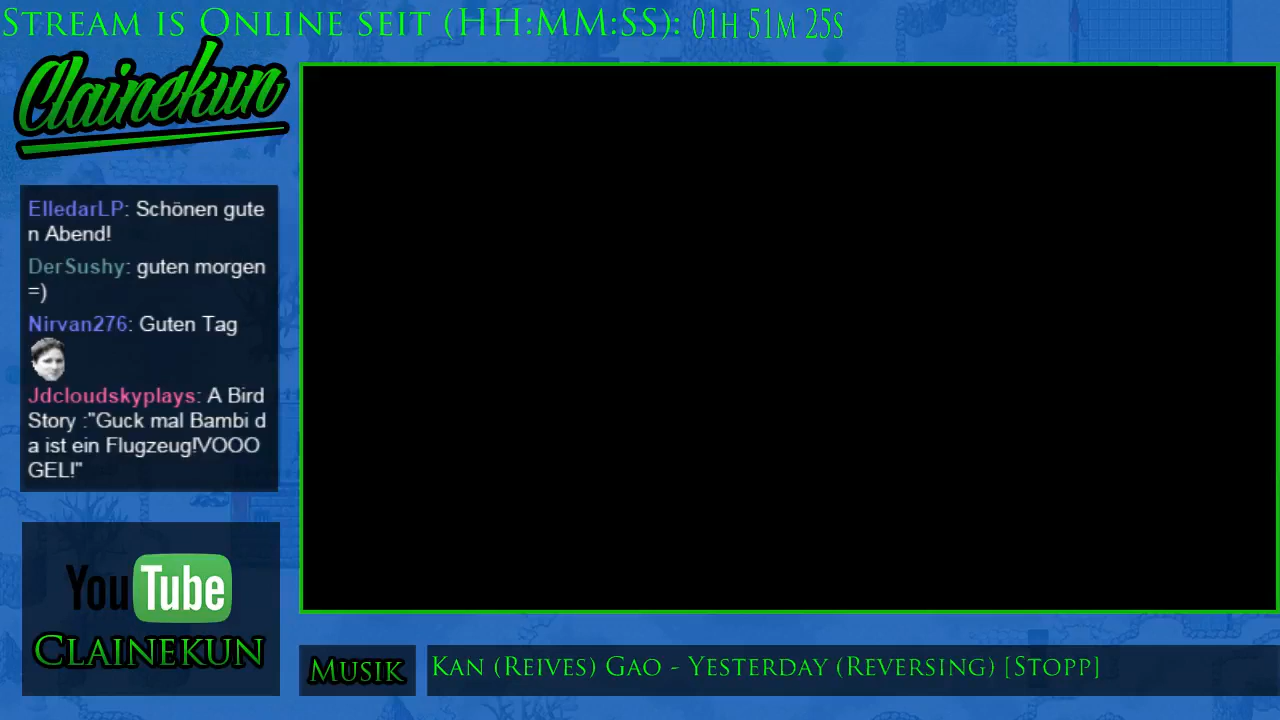 Stream is Online seit (HH:MM:SS): 01h 51m 25s
Clainekun
ElledarLP: Schönen gute
n Abend!
DerSushy: guten morgen
=)
Nirvan276: Guten Tag
Jdcloudskyplays: A Bird
Story :"Guck mal Bambi d
a ist ein Flugzeug!VOOO
GEL!"
YouTube
Clainekun
Musik
Kan (Reives) Gao - Yesterday (Reversing) [Stopp]